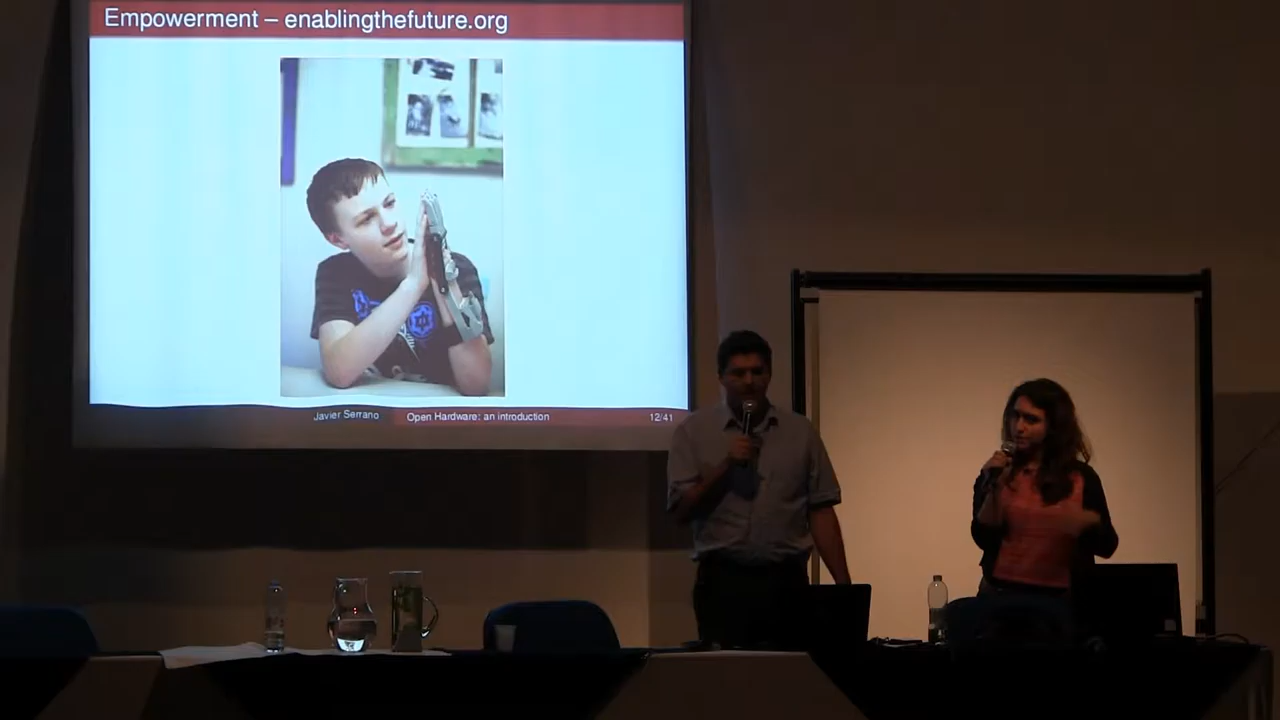 Empowerment – enablingthefuture.org
Javier Serrano
Open Hardware: an introduction
12/41